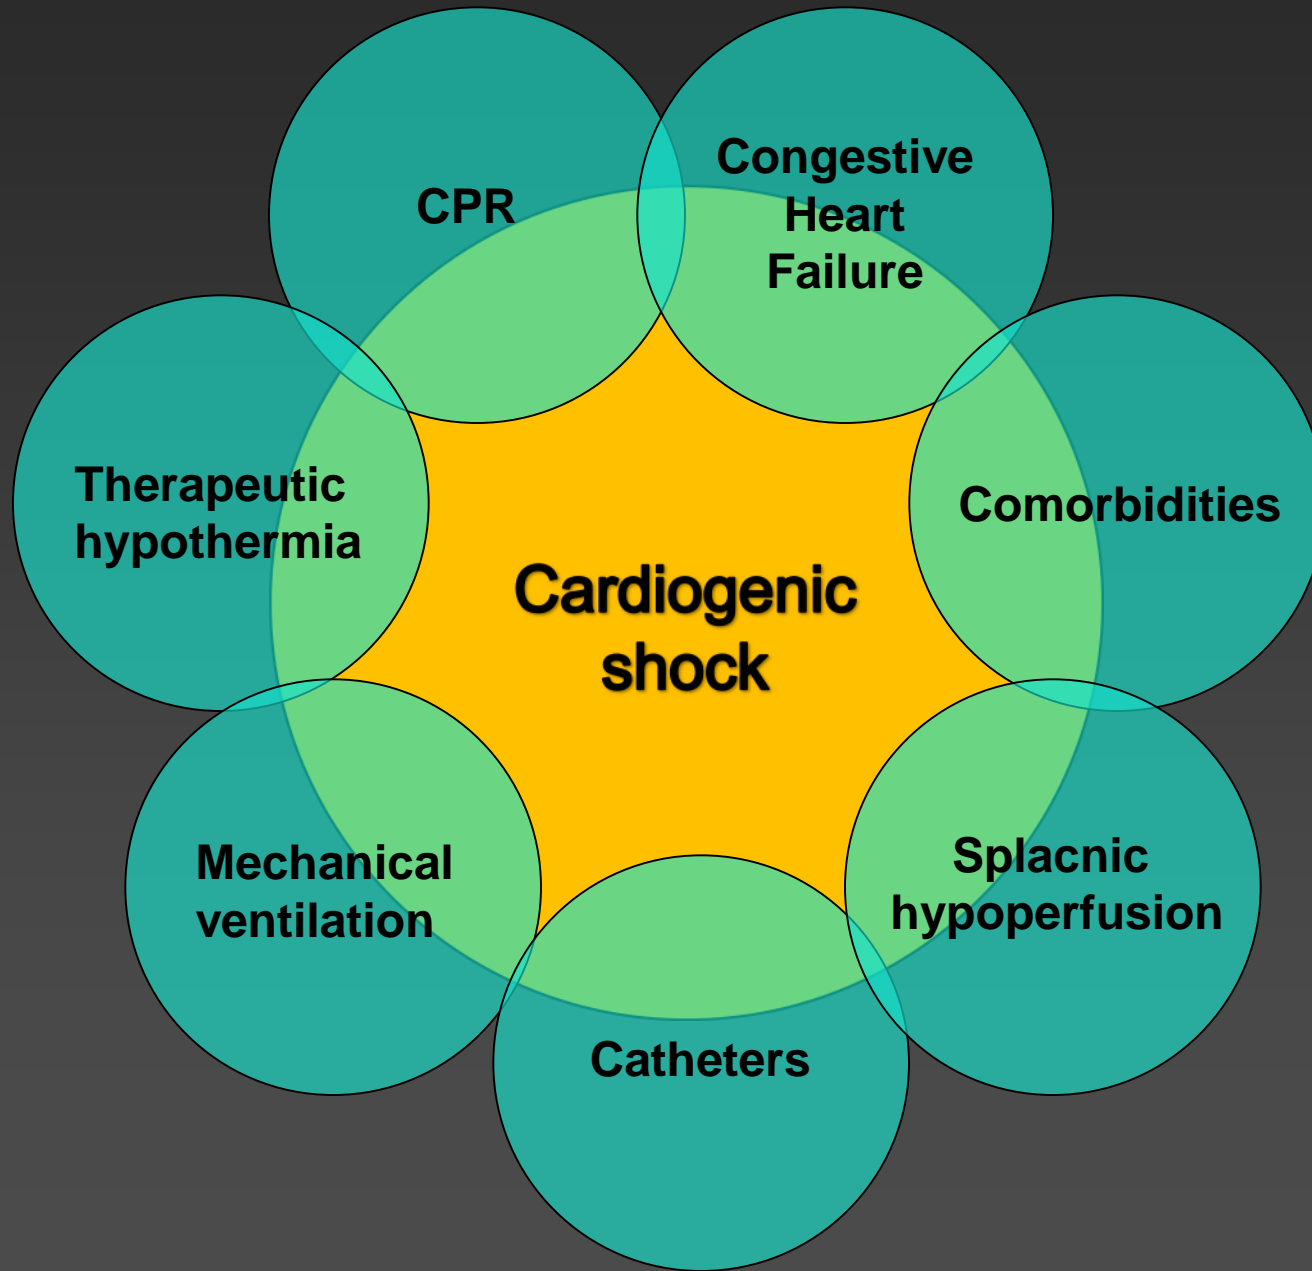 CPR
Congestive
Heart
Failure
Therapeutic
hypothermia
Comorbidities
Cardiogenic
shock
Mechanical
ventilation
Splacnic
hypoperfusion
Catheters